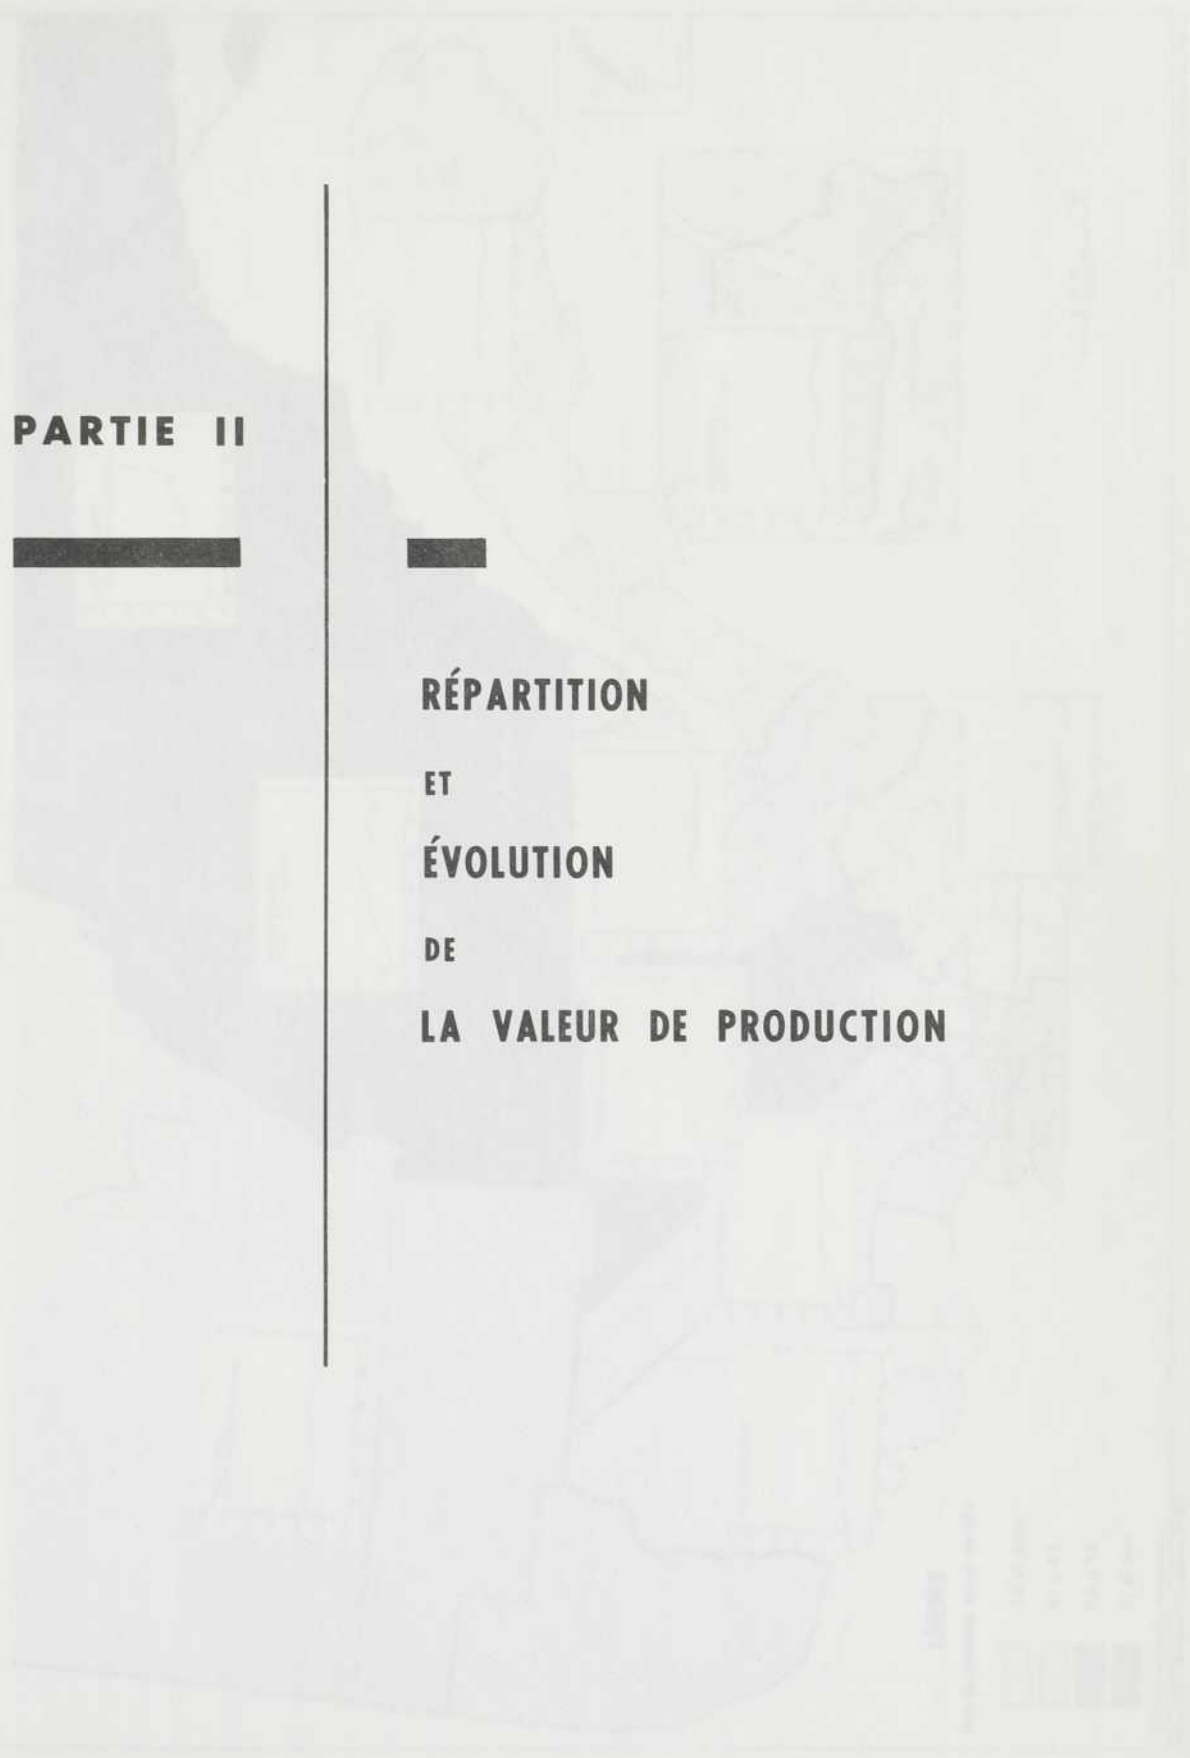 PARTIE II
RÉPARTITION
ET
ÉVOLUTION
DE
LA VALEUR DE PRODUCTION